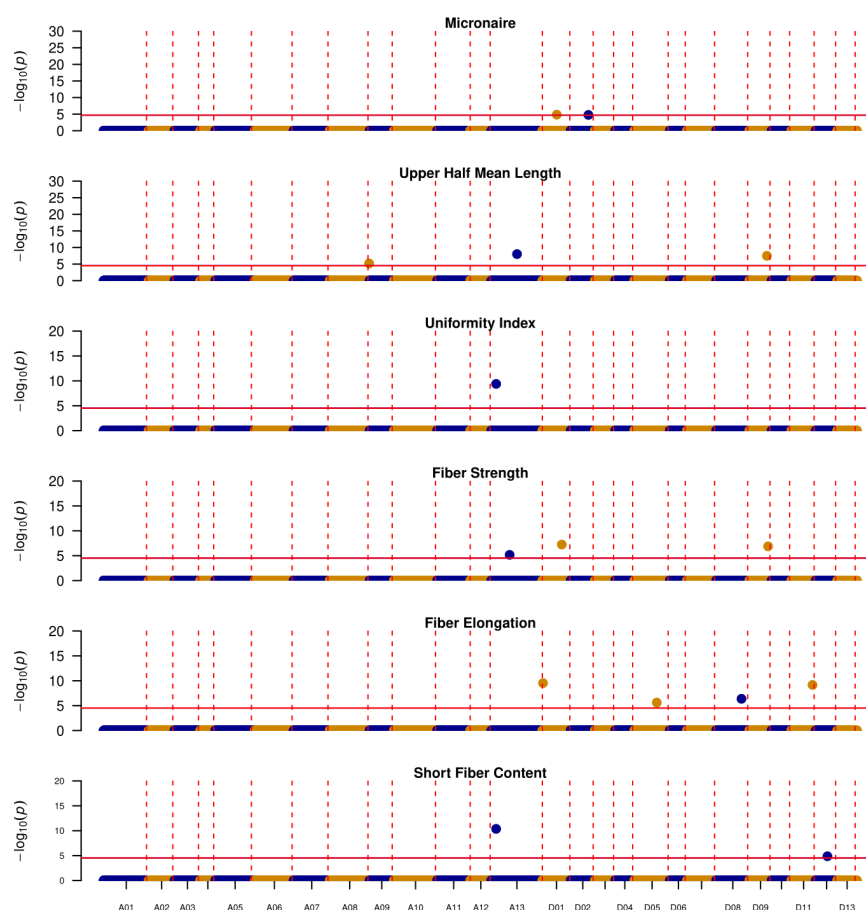 Micronaire
30
25
20
15
10
5
0
−log₁₀(p)
Upper Half Mean Length
30
25
20
15
10
5
0
−log₁₀(p)
Uniformity Index
20
15
10
5
0
−log₁₀(p)
Fiber Strength
20
15
10
5
0
−log₁₀(p)
Fiber Elongation
20
15
10
5
0
−log₁₀(p)
Short Fiber Content
20
15
10
5
0
−log₁₀(p)
A01 A02 A03 A05 A06 A07 A08 A09 A10 A11 A12 A13 D01 D02 D04 D05 D06 D08 D09 D11 D13